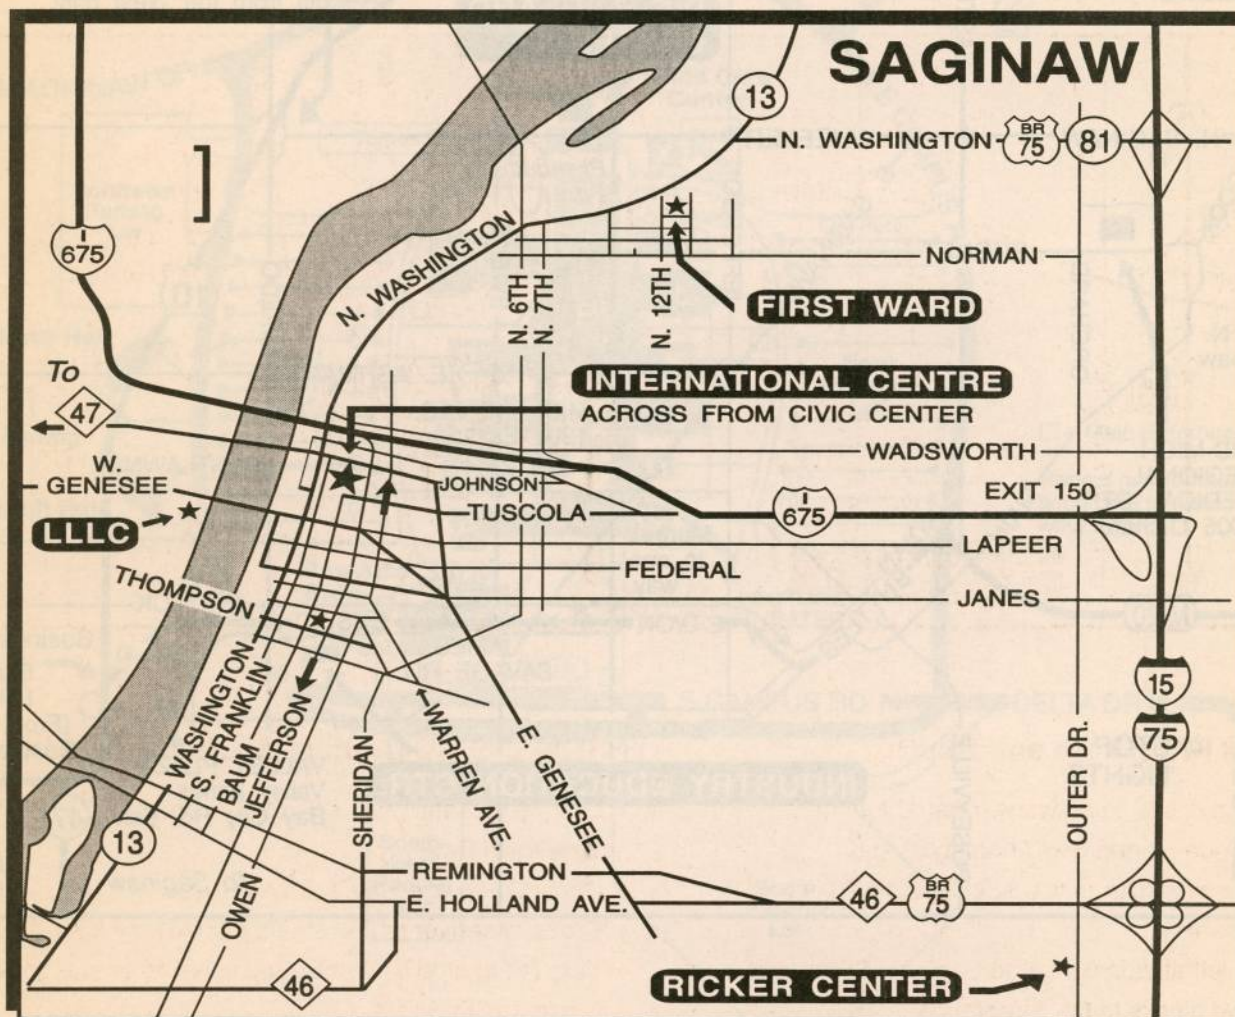 SAGINAW
13
N. WASHINGTON
BR
75
81
I
675
N. WASHINGTON
N. 6TH
N. 7TH
N. 12TH
NORMAN
FIRST WARD
To
47
INTERNATIONAL CENTRE
ACROSS FROM CIVIC CENTER
WADSWORTH
W.
GENESEE
JOHNSON
EXIT 150
LLLC
TUSCOLA
I
675
LAPEER
FEDERAL
THOMPSON
JANES
15
75
WASHINGTON
S. FRANKLIN
BAUM
JEFFERSON
SHERIDAN
WARREN AVE.
E. GENESEE
OUTER DR.
13
OWEN
REMINGTON
E. HOLLAND AVE.
46
BR
75
46
RICKER CENTER